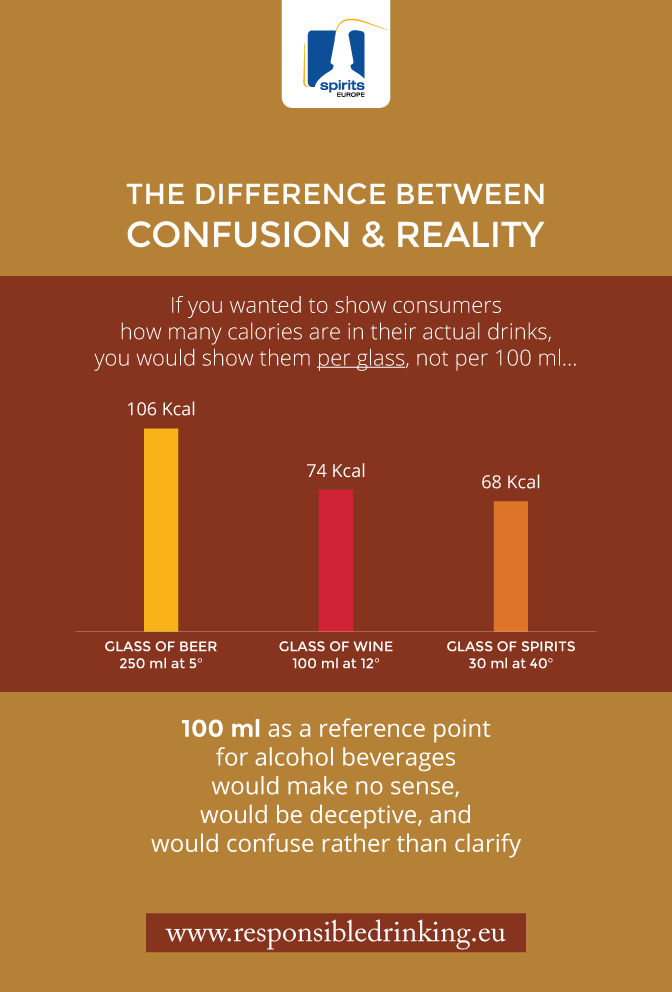 spirits
EUROPE
THE DIFFERENCE BETWEEN
CONFUSION & REALITY
If you wanted to show consumers
how many calories are in their actual drinks,
you would show them per glass, not per 100 ml...
106 Kcal
74 Kcal
68 Kcal
GLASS OF BEER
250 ml at 5°
GLASS OF WINE
100 ml at 12°
GLASS OF SPIRITS
30 ml at 40°
100 ml as a reference point
for alcohol beverages
would make no sense,
would be deceptive, and
would confuse rather than clarify
www.responsibledrinking.eu